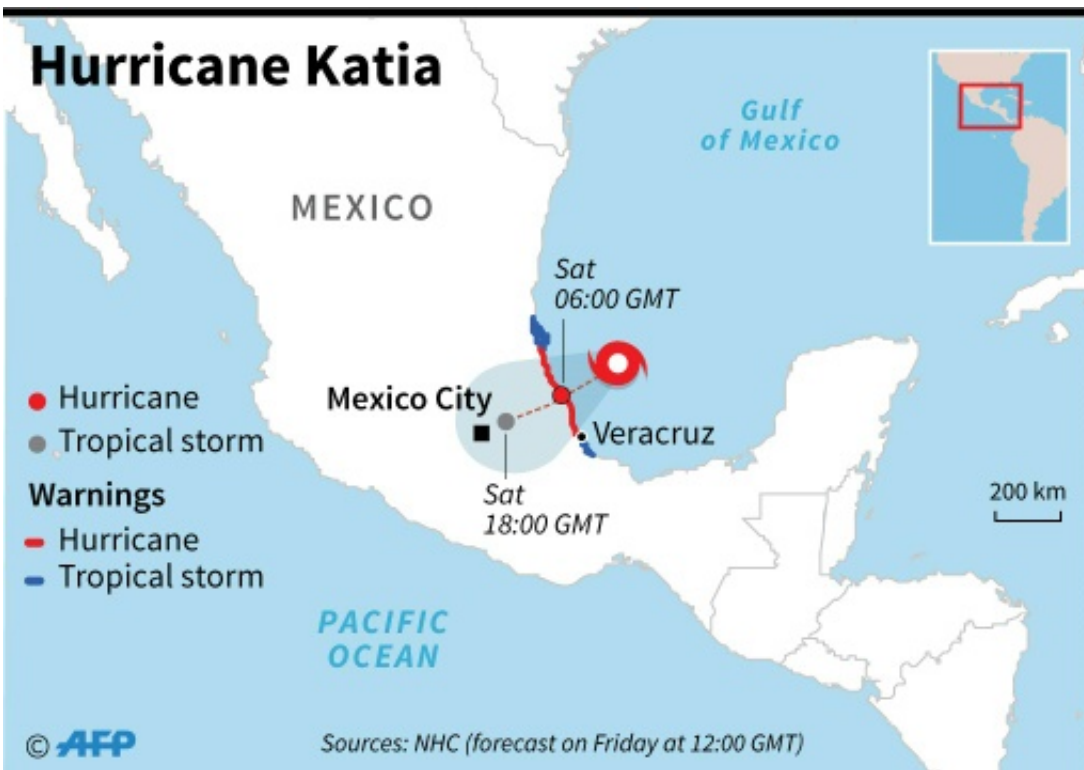 Hurricane Katia
Gulf
of Mexico
MEXICO
Sat
06:00 GMT
Mexico City
Veracruz
Sat
18:00 GMT
Hurricane
Tropical storm
Warnings
Hurricane
Tropical storm
200 km
PACIFIC
OCEAN
© AFP
Sources: NHC (forecast on Friday at 12:00 GMT)